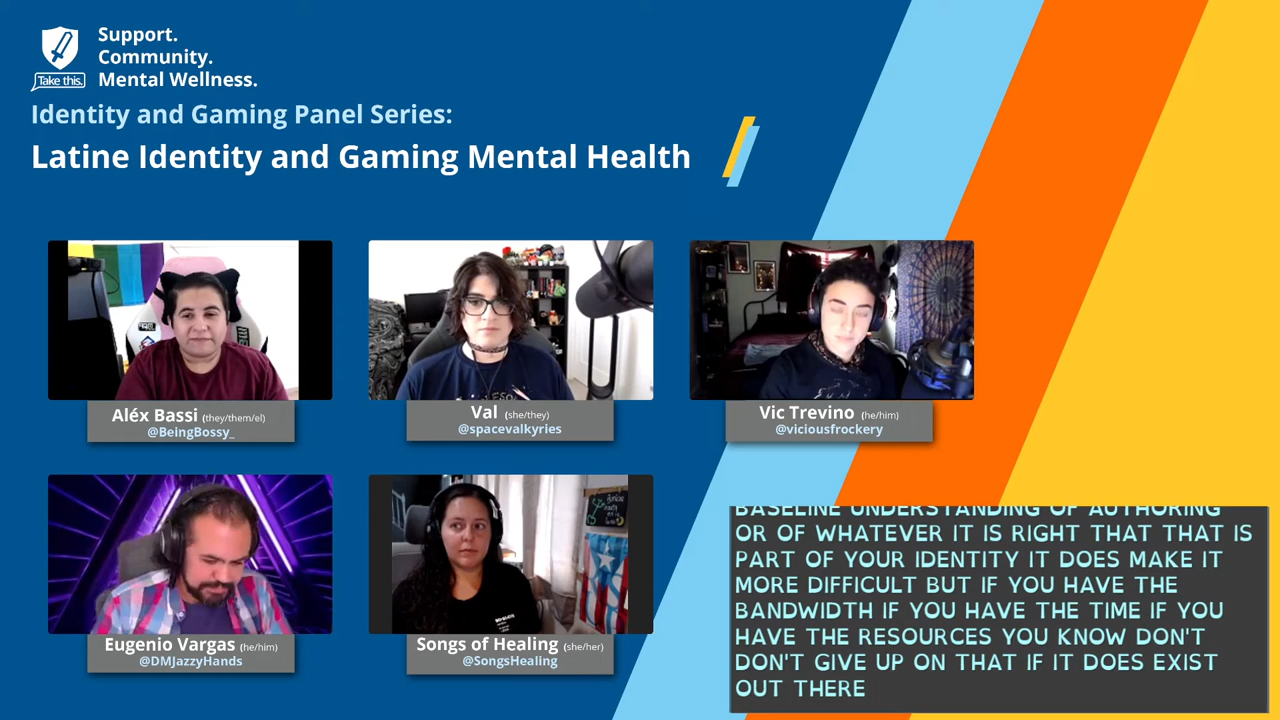 Support.
Community.
Mental Wellness.
Take this.
Identity and Gaming Panel Series:
Latine Identity and Gaming Mental Health
Aléx Bassi (they/them/el)
@BeingBossy_
Val (she/they)
@spacevalkyries
Vic Trevino (he/him)
@viciousfrockery
Eugenio Vargas (he/him)
@DMJazzyHands
Songs of Healing (she/her)
@SongsHealing
BASELINE UNDERSTANDING OF AUTHORING
OR OF WHATEVER IT IS RIGHT THAT THAT IS
PART OF YOUR IDENTITY IT DOES MAKE IT
MORE DIFFICULT BUT IF YOU HAVE THE
BANDWIDTH IF YOU HAVE THE TIME IF YOU
HAVE THE RESOURCES YOU KNOW DON'T
DON'T GIVE UP ON THAT IF IT DOES EXIST
OUT THERE